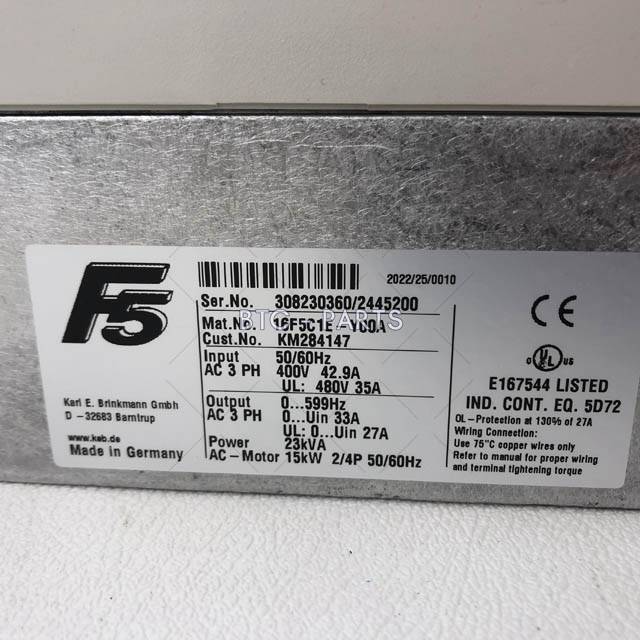 F5
2022/25/0010
Ser.No. 308230360/2445200
Mat.No. 16F5C1E-Y60A
BTC PARTS
Cust.No. KM284147
Input 50/60Hz
AC 3 PH 400V 42.9A
UL: 480V 35A
Output 0...599Hz
AC 3 PH 0...Uin 33A
UL: 0...Uin 27A
Power 23kVA
AC-Motor 15kW 2/4P 50/60Hz
Karl E. Brinkmann Gmbh
D -32683 Barntrup
www.keb.de
Made in Germany
CE
c UL us
E167544 LISTED
IND. CONT. EQ. 5D72
OL-Protection at 130% of 27A
Wiring Connection:
Use 75°C copper wires only
Refer to manual for proper wiring
and terminal tightening torque